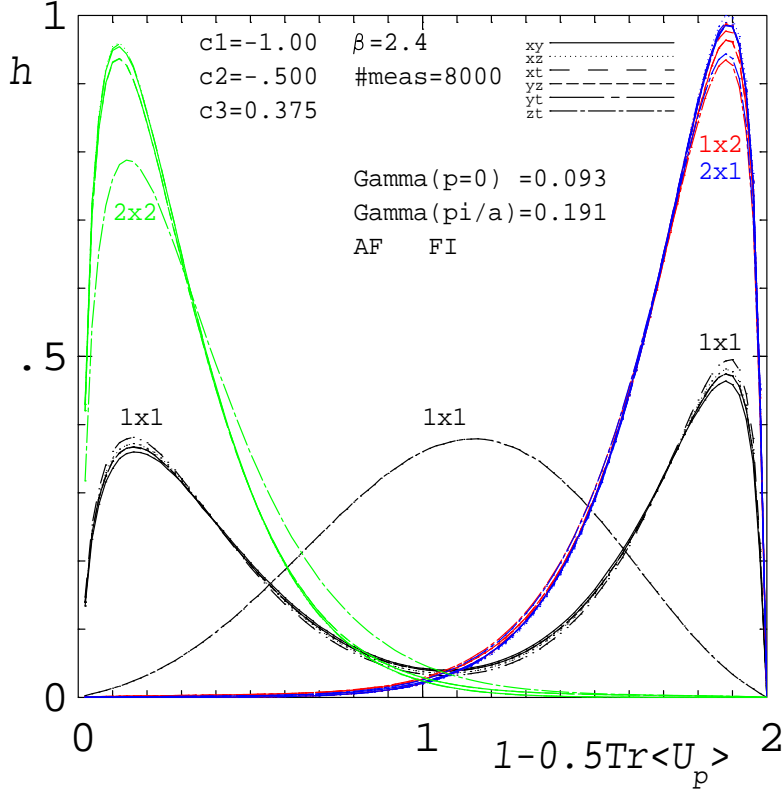 1
h
c1=-1.00 β=2.4
c2=-.500 #meas=8000
c3=0.375
xy
xz
xt
yz
yt
zt
1x2
2x1
Gamma(p=0) =0.093
Gamma(pi/a)=0.191
AF FI
2x2
.5
1x1
1x1
1x1
0
0
1
2
1-0.5Tr<U_p>